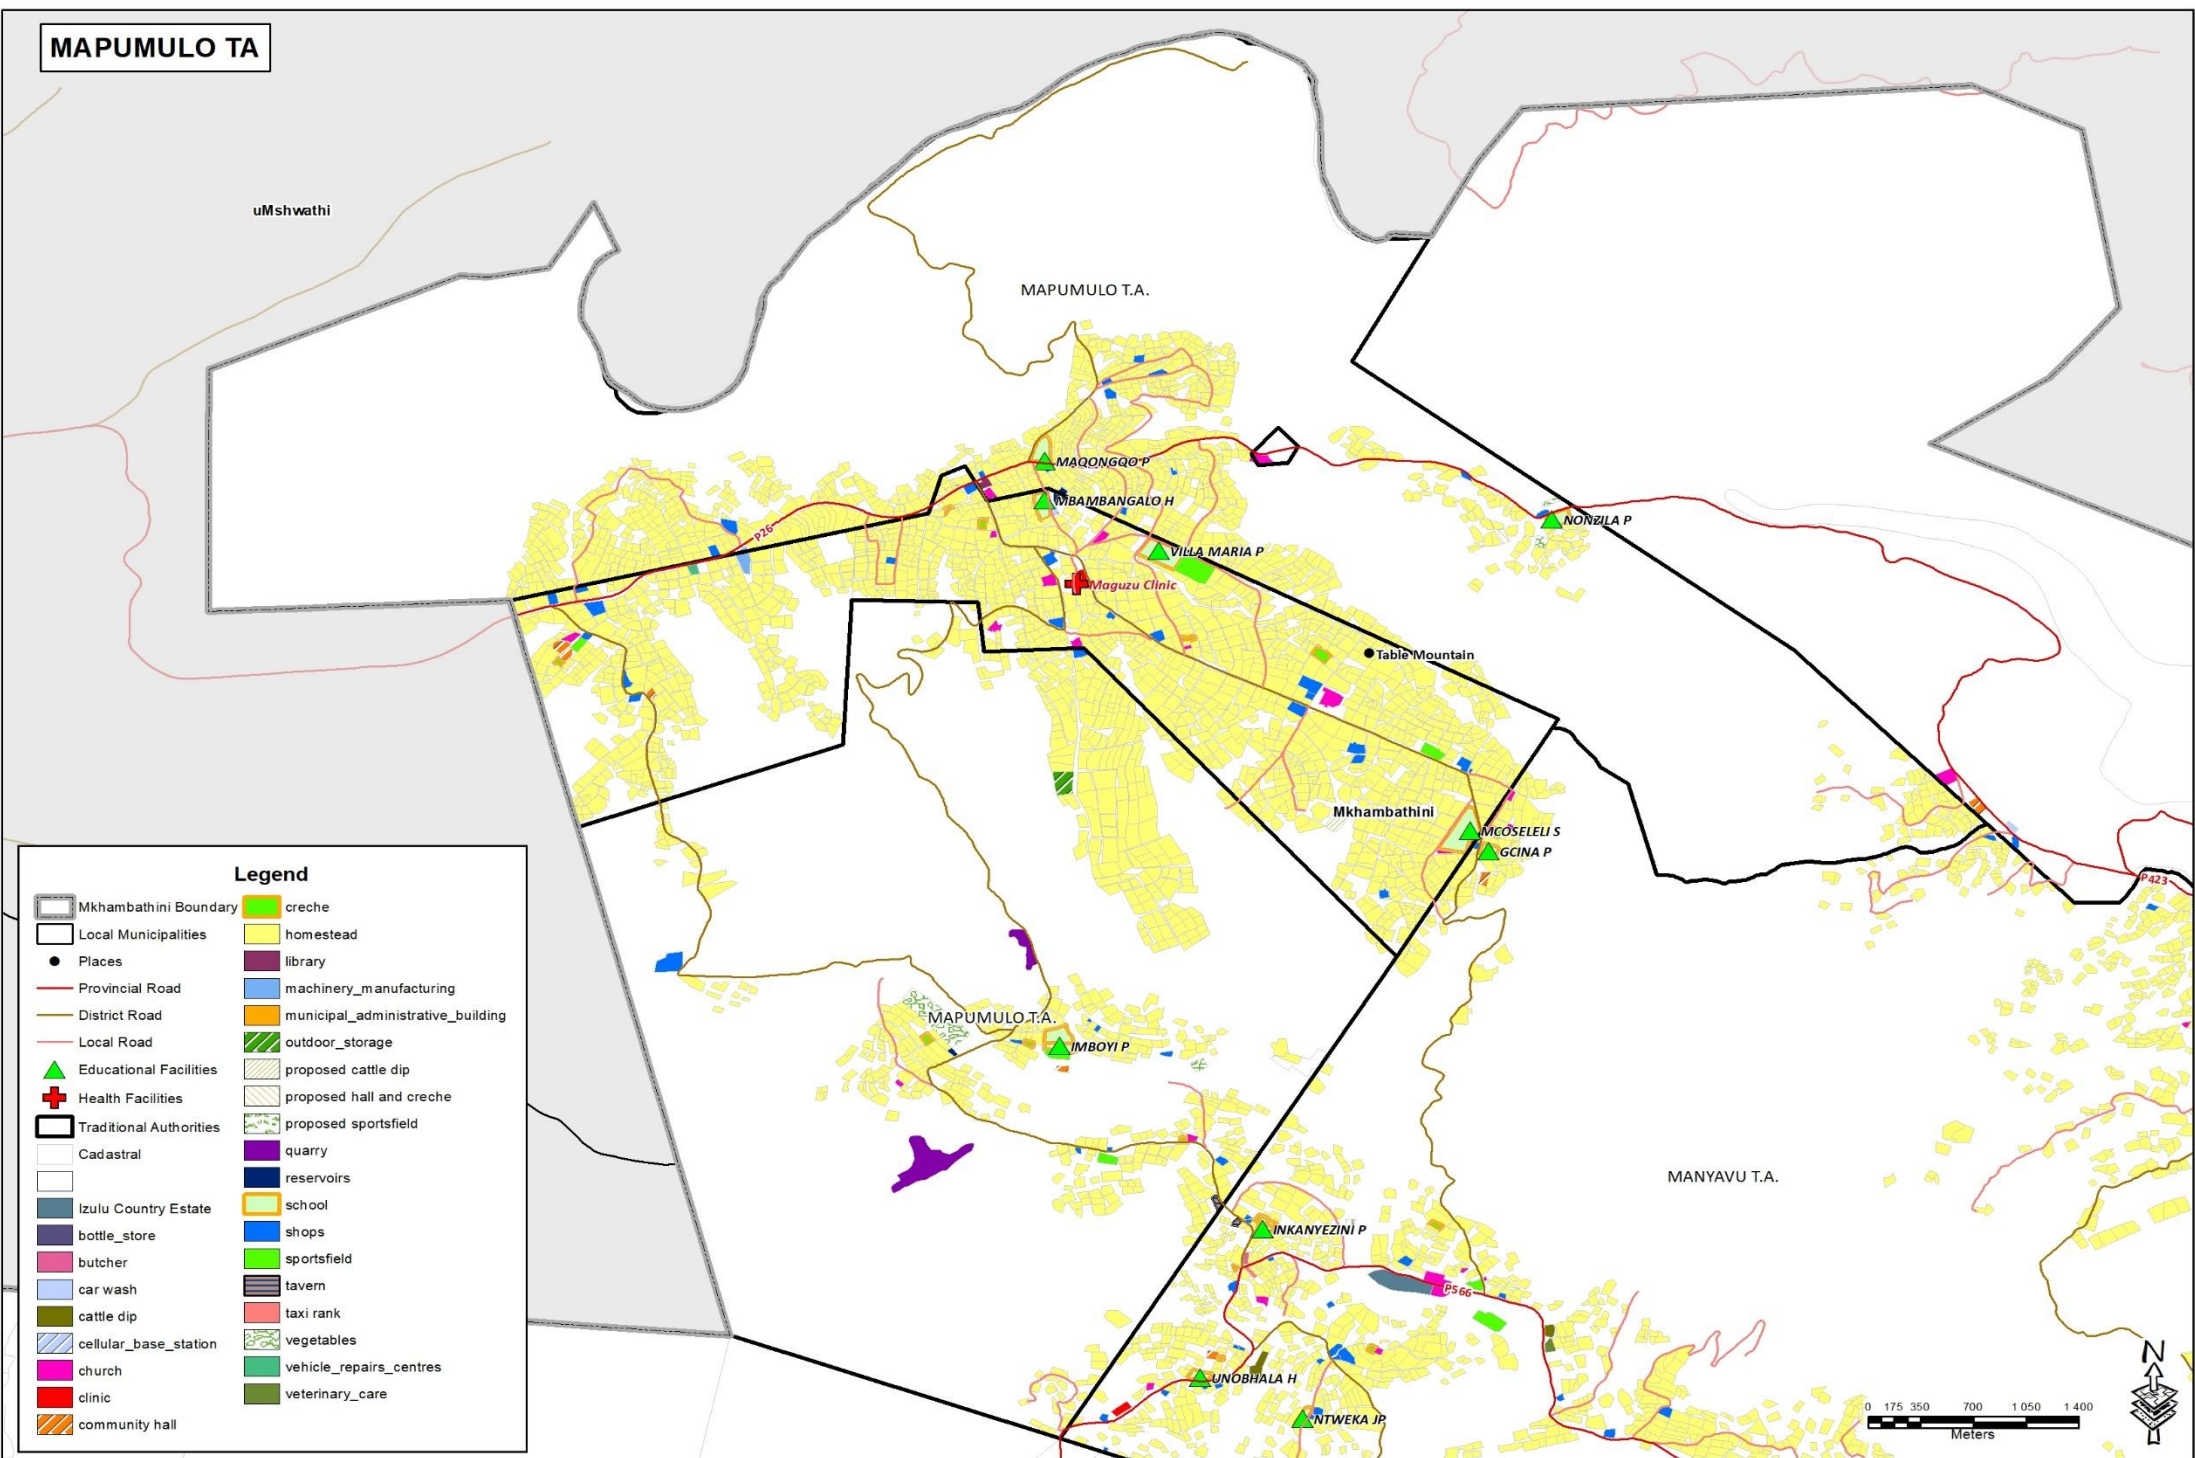 MAPUMULO TA
uMshwathi
MAPUMULO T.A.
MAQONGQO P
MBAMBANGALO H
NONZILA P
P26
VILLA MARIA P
Maguzu Clinic
Table Mountain
Mkhambathini
MCOSELELI S
GCINA P
P423
MAPUMULO T.A.
IMBOYI P
MANYAVU T.A.
INKANYEZINI P
P566
UNOBHALA H
NTWEKA JP
Legend
Mkhambathini Boundary
Local Municipalities
Places
Provincial Road
District Road
Local Road
Educational Facilities
Health Facilities
Traditional Authorities
Cadastral
Izulu Country Estate
bottle_store
butcher
car wash
cattle dip
cellular_base_station
church
clinic
community hall
creche
homestead
library
machinery_manufacturing
municipal_administrative_building
outdoor_storage
proposed cattle dip
proposed hall and creche
proposed sportsfield
quarry
reservoirs
school
shops
sportsfield
tavern
taxi rank
vegetables
vehicle_repairs_centres
veterinary_care
N
0 175 350 700 1 050 1 400
Meters